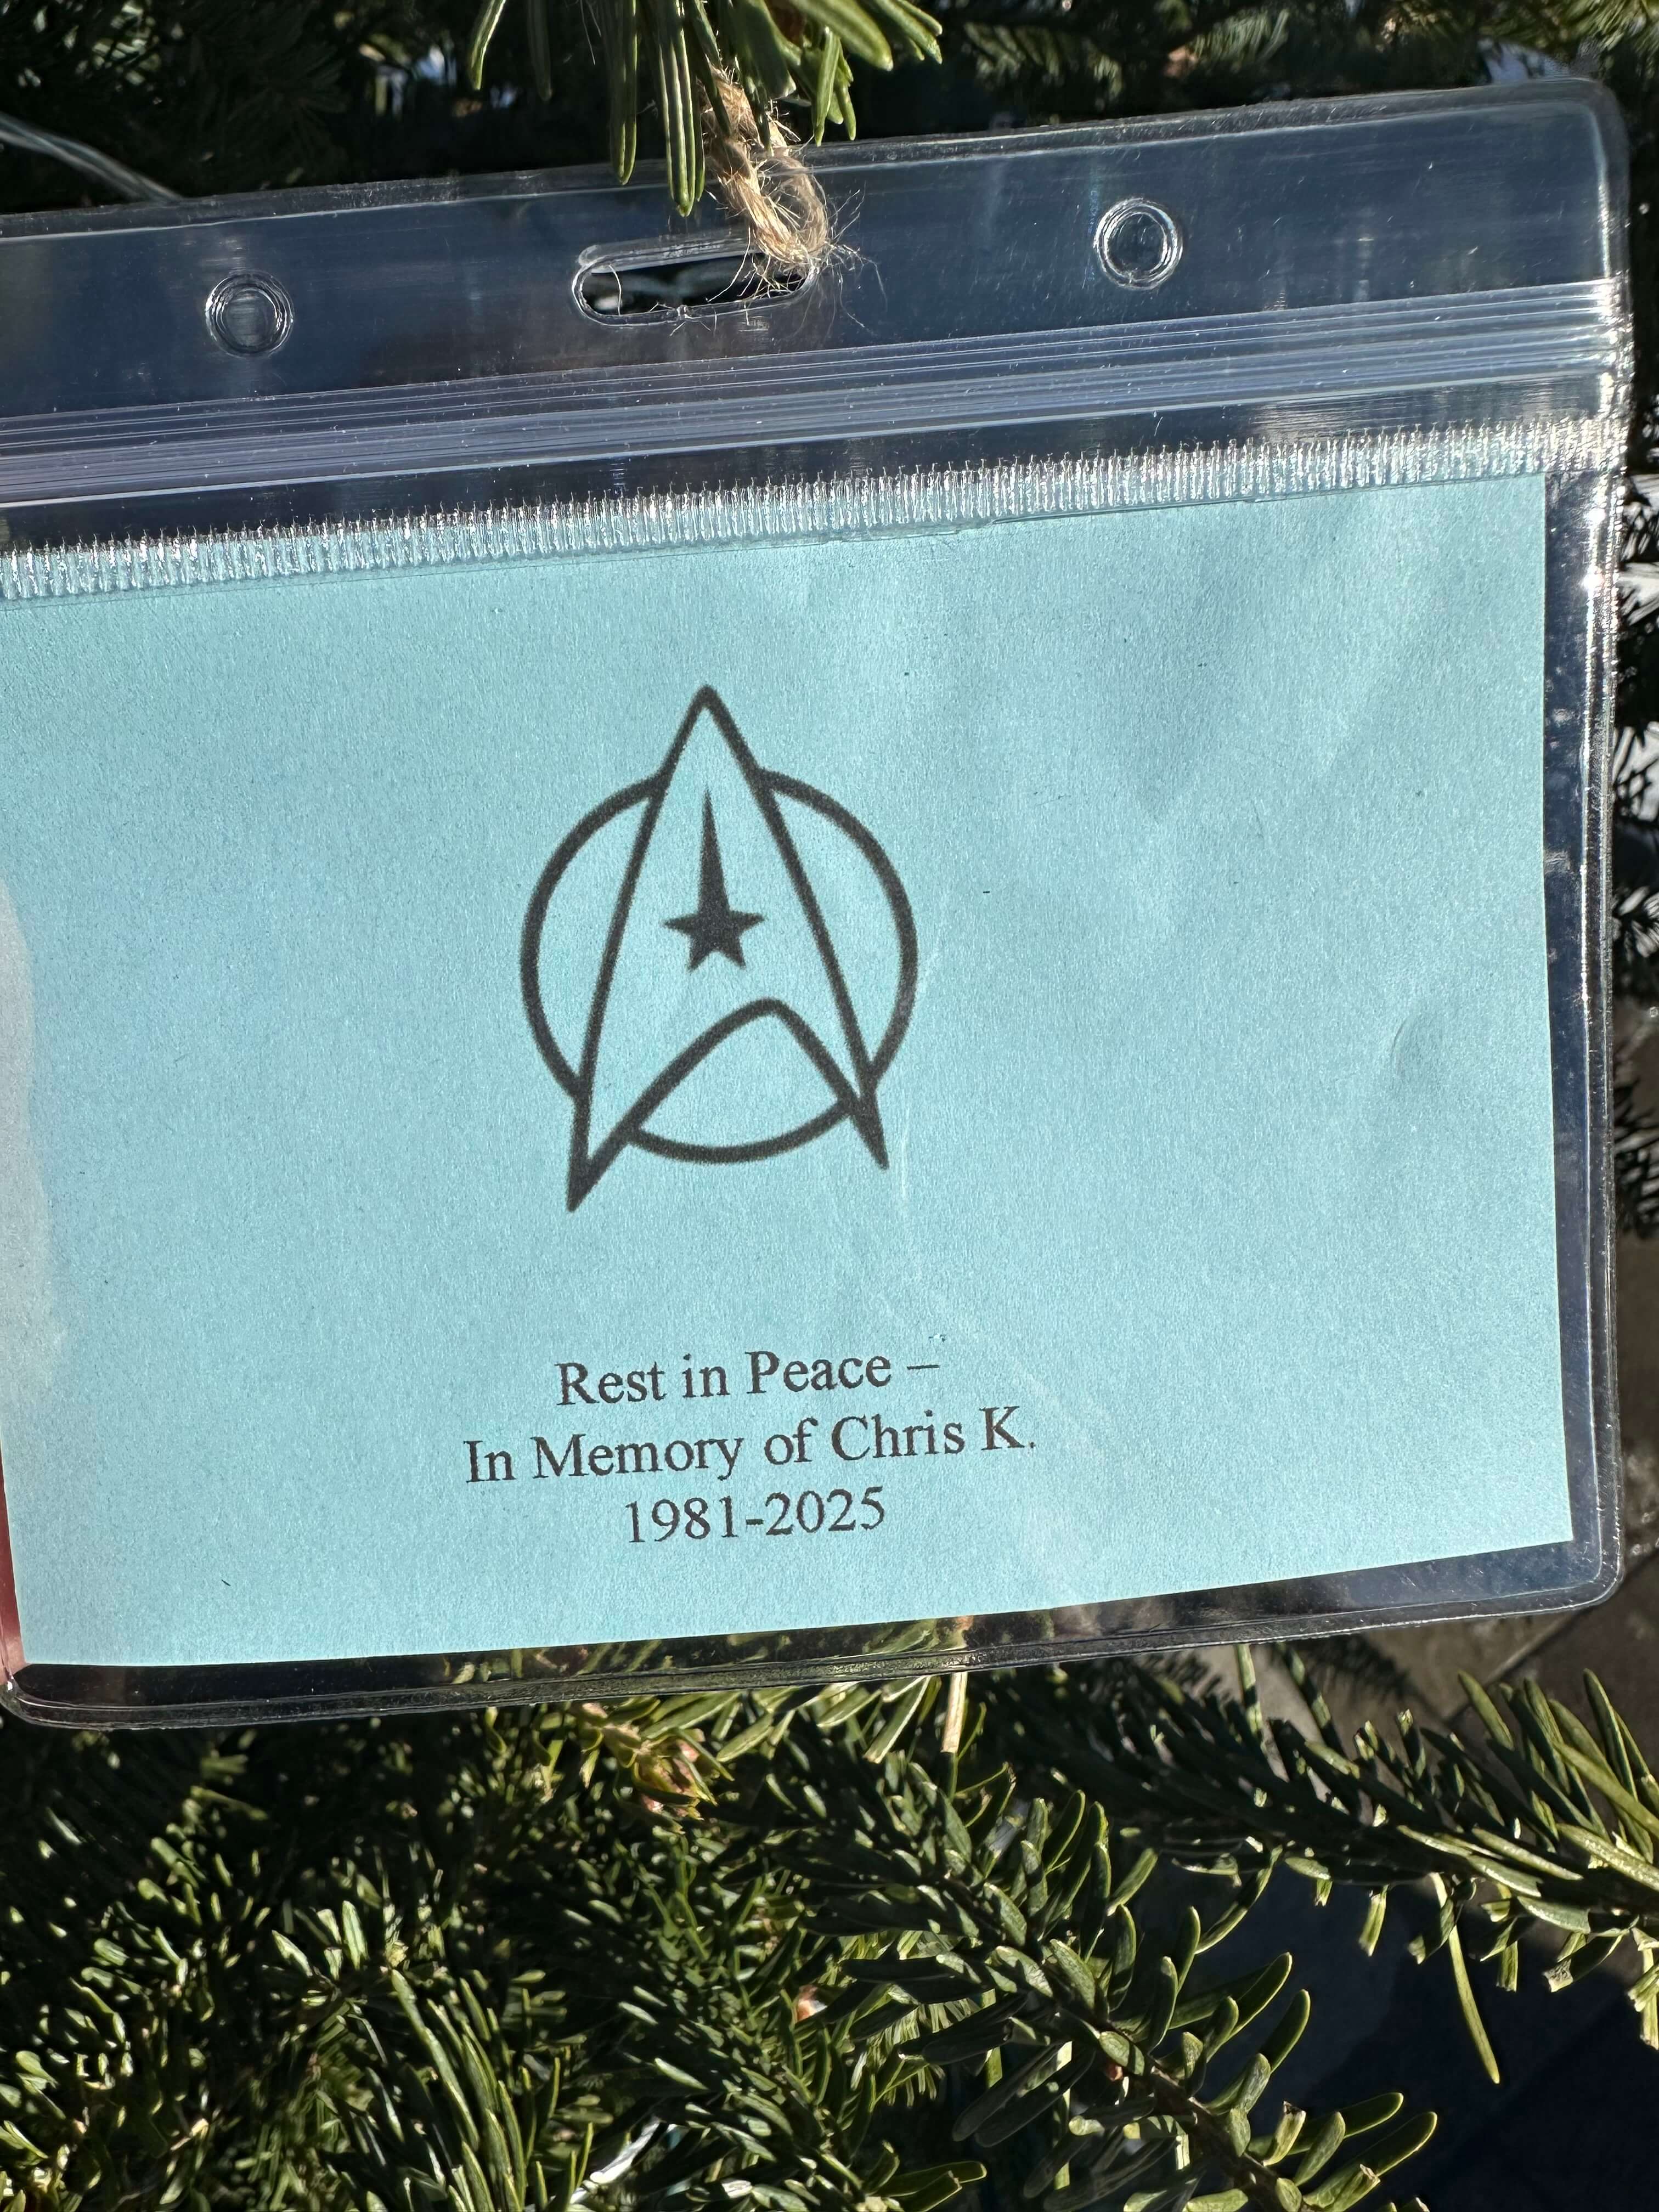 Rest in Peace –
In Memory of Chris K.
1981-2025